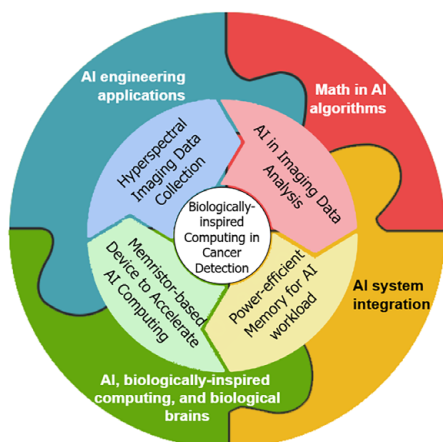 AI engineering
applications
Math in AI
algorithms
Hyperspectral
Imaging Data
Collection
AI in Imaging Data
Analysis
Biologically-
inspired
Computing in
Cancer
Detection
Memristor-based
Device to Accelerate
AI Computing
Power-efficient
Memory for AI
workload
AI system
integration
AI, biologically-inspired
computing, and biological
brains